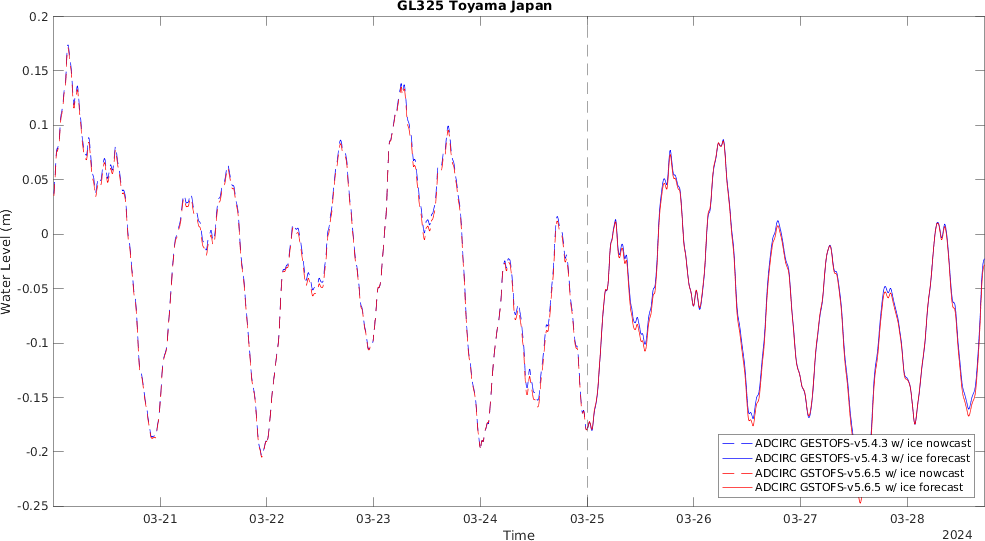 GL325 Toyama Japan
0.2
0.15
0.1
0.05
0
-0.05
-0.1
-0.15
-0.2
-0.25
Water Level (m)
ADCIRC GESTOFS-v5.4.3 w/ ice nowcast
ADCIRC GESTOFS-v5.4.3 w/ ice forecast
ADCIRC GSTOFS-v5.6.5 w/ ice nowcast
ADCIRC GSTOFS-v5.6.5 w/ ice forecast
03-21 03-22 03-23 03-24 03-25 03-26 03-27 03-28
Time
2024